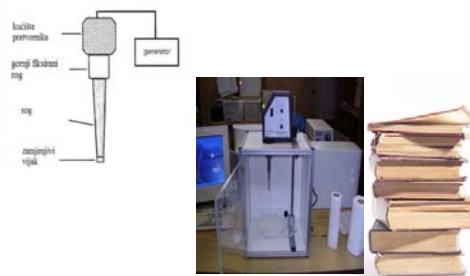 kućište
pretvornika
generator
gornji fiksirani
rog
rog
zamjenjivi
vijak